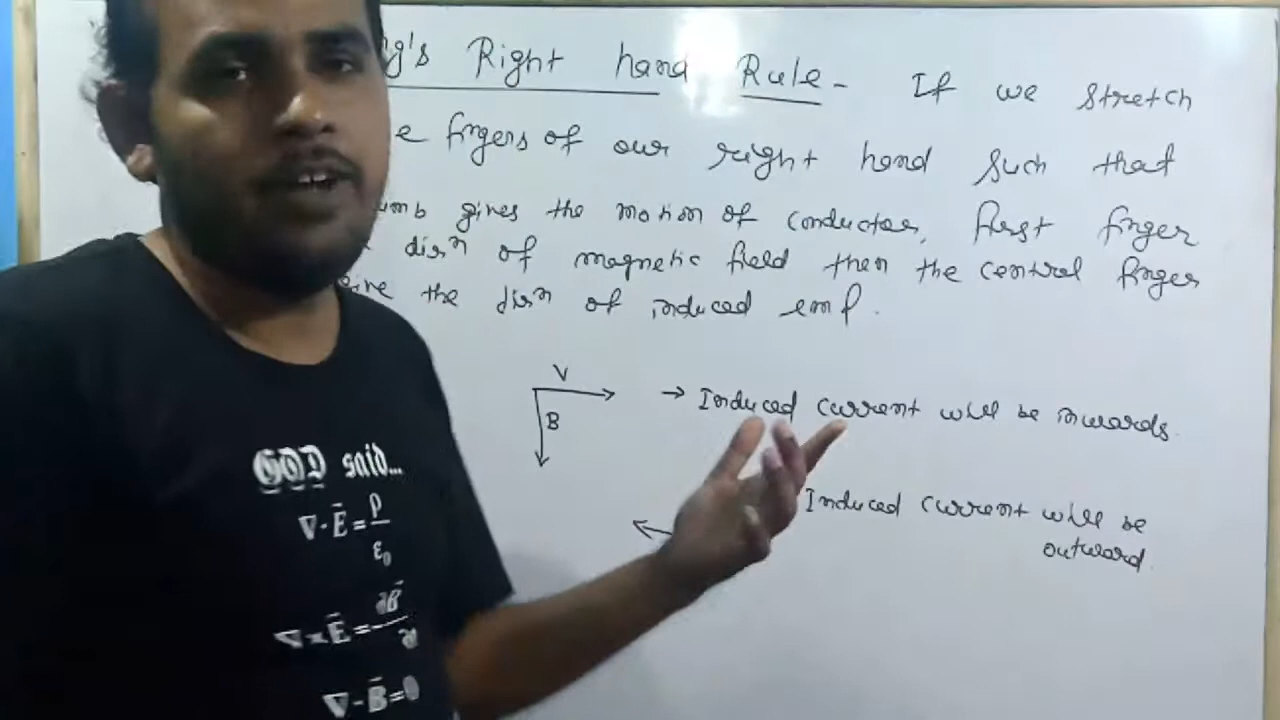 g's Right hand Rule - If we stretch
e fingers of our right hand such that
umb gives the motion of conductor, first finger
dirn of magnetic field then the central finger
give the dirn of induced emf.
V
B
→ Induced current will be inwards.
Induced current will be
outward.
GOD said...
∇·E⃗ = ρ/ε₀
∇×E⃗ = -∂B⃗/∂
∇·B⃗ = 0